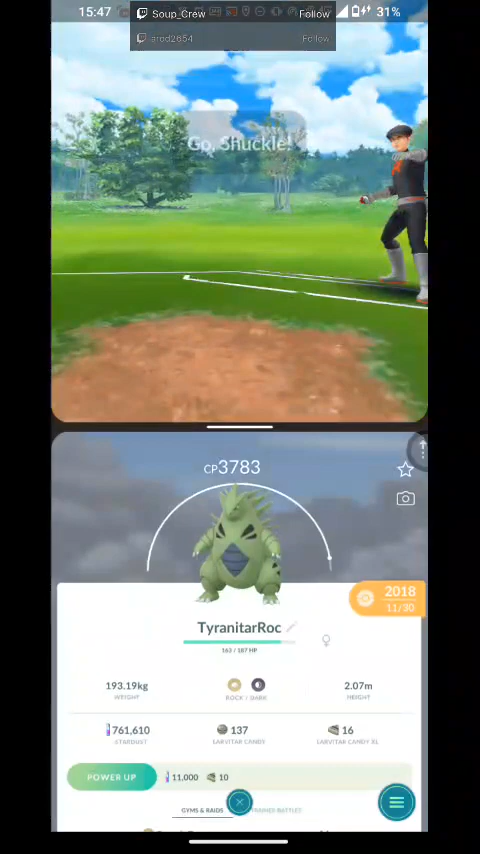 15:47
Soup_Crew Follow
31%
arod2654 Follow
Go, Shuckle!
CP3783
2018
11/30
TyranitarRoc
163 / 187 HP
193.19kg
WEIGHT
ROCK / DARK
2.07m
HEIGHT
761,610
STARDUST
137
LARVITAR CANDY
16
LARVITAR CANDY XL
POWER UP
11,000
10
GYMS & RAIDS
TRAINER BATTLES